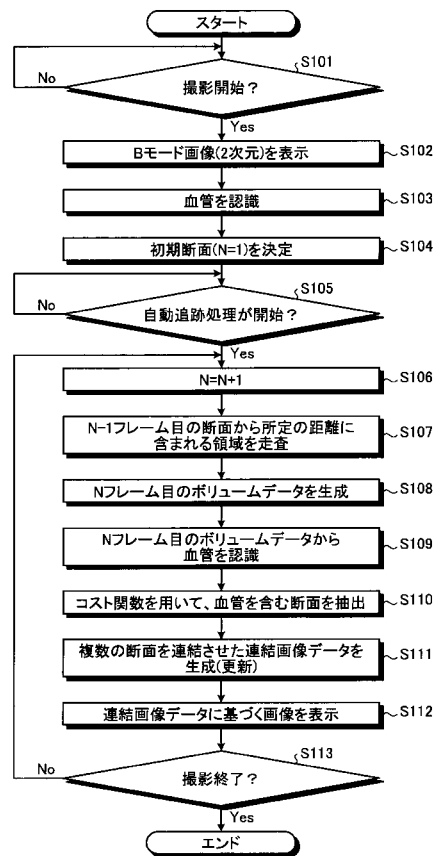 スタート
S101
撮影開始?
No
Yes
Bモード画像(2次元)を表示
S102
血管を認識
S103
初期断面(N=1)を決定
S104
S105
自動追跡処理が開始?
No
Yes
N=N+1
S106
N-1フレーム目の断面から所定の距離に
含まれる領域を走査
S107
Nフレーム目のボリュームデータを生成
S108
Nフレーム目のボリュームデータから
血管を認識
S109
コスト関数を用いて、血管を含む断面を抽出
S110
複数の断面を連結させた連結画像データを
生成(更新)
S111
連結画像データに基づく画像を表示
S112
S113
撮影終了?
No
Yes
エンド